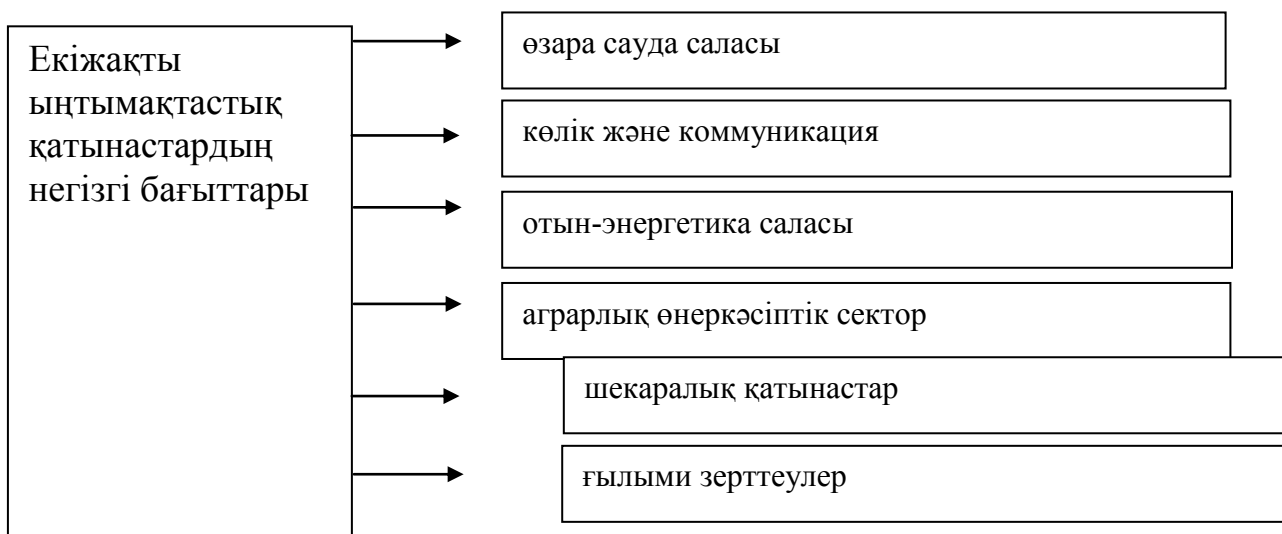 Екіжақты
ыңтымақтастық
қатынастардың
негізгі бағыттары
өзара сауда саласы
көлік және коммуникация
отын-энергетика саласы
аграрлық өнеркәсіптік сектор
шекаралық қатынастар
ғылыми зерттеулер